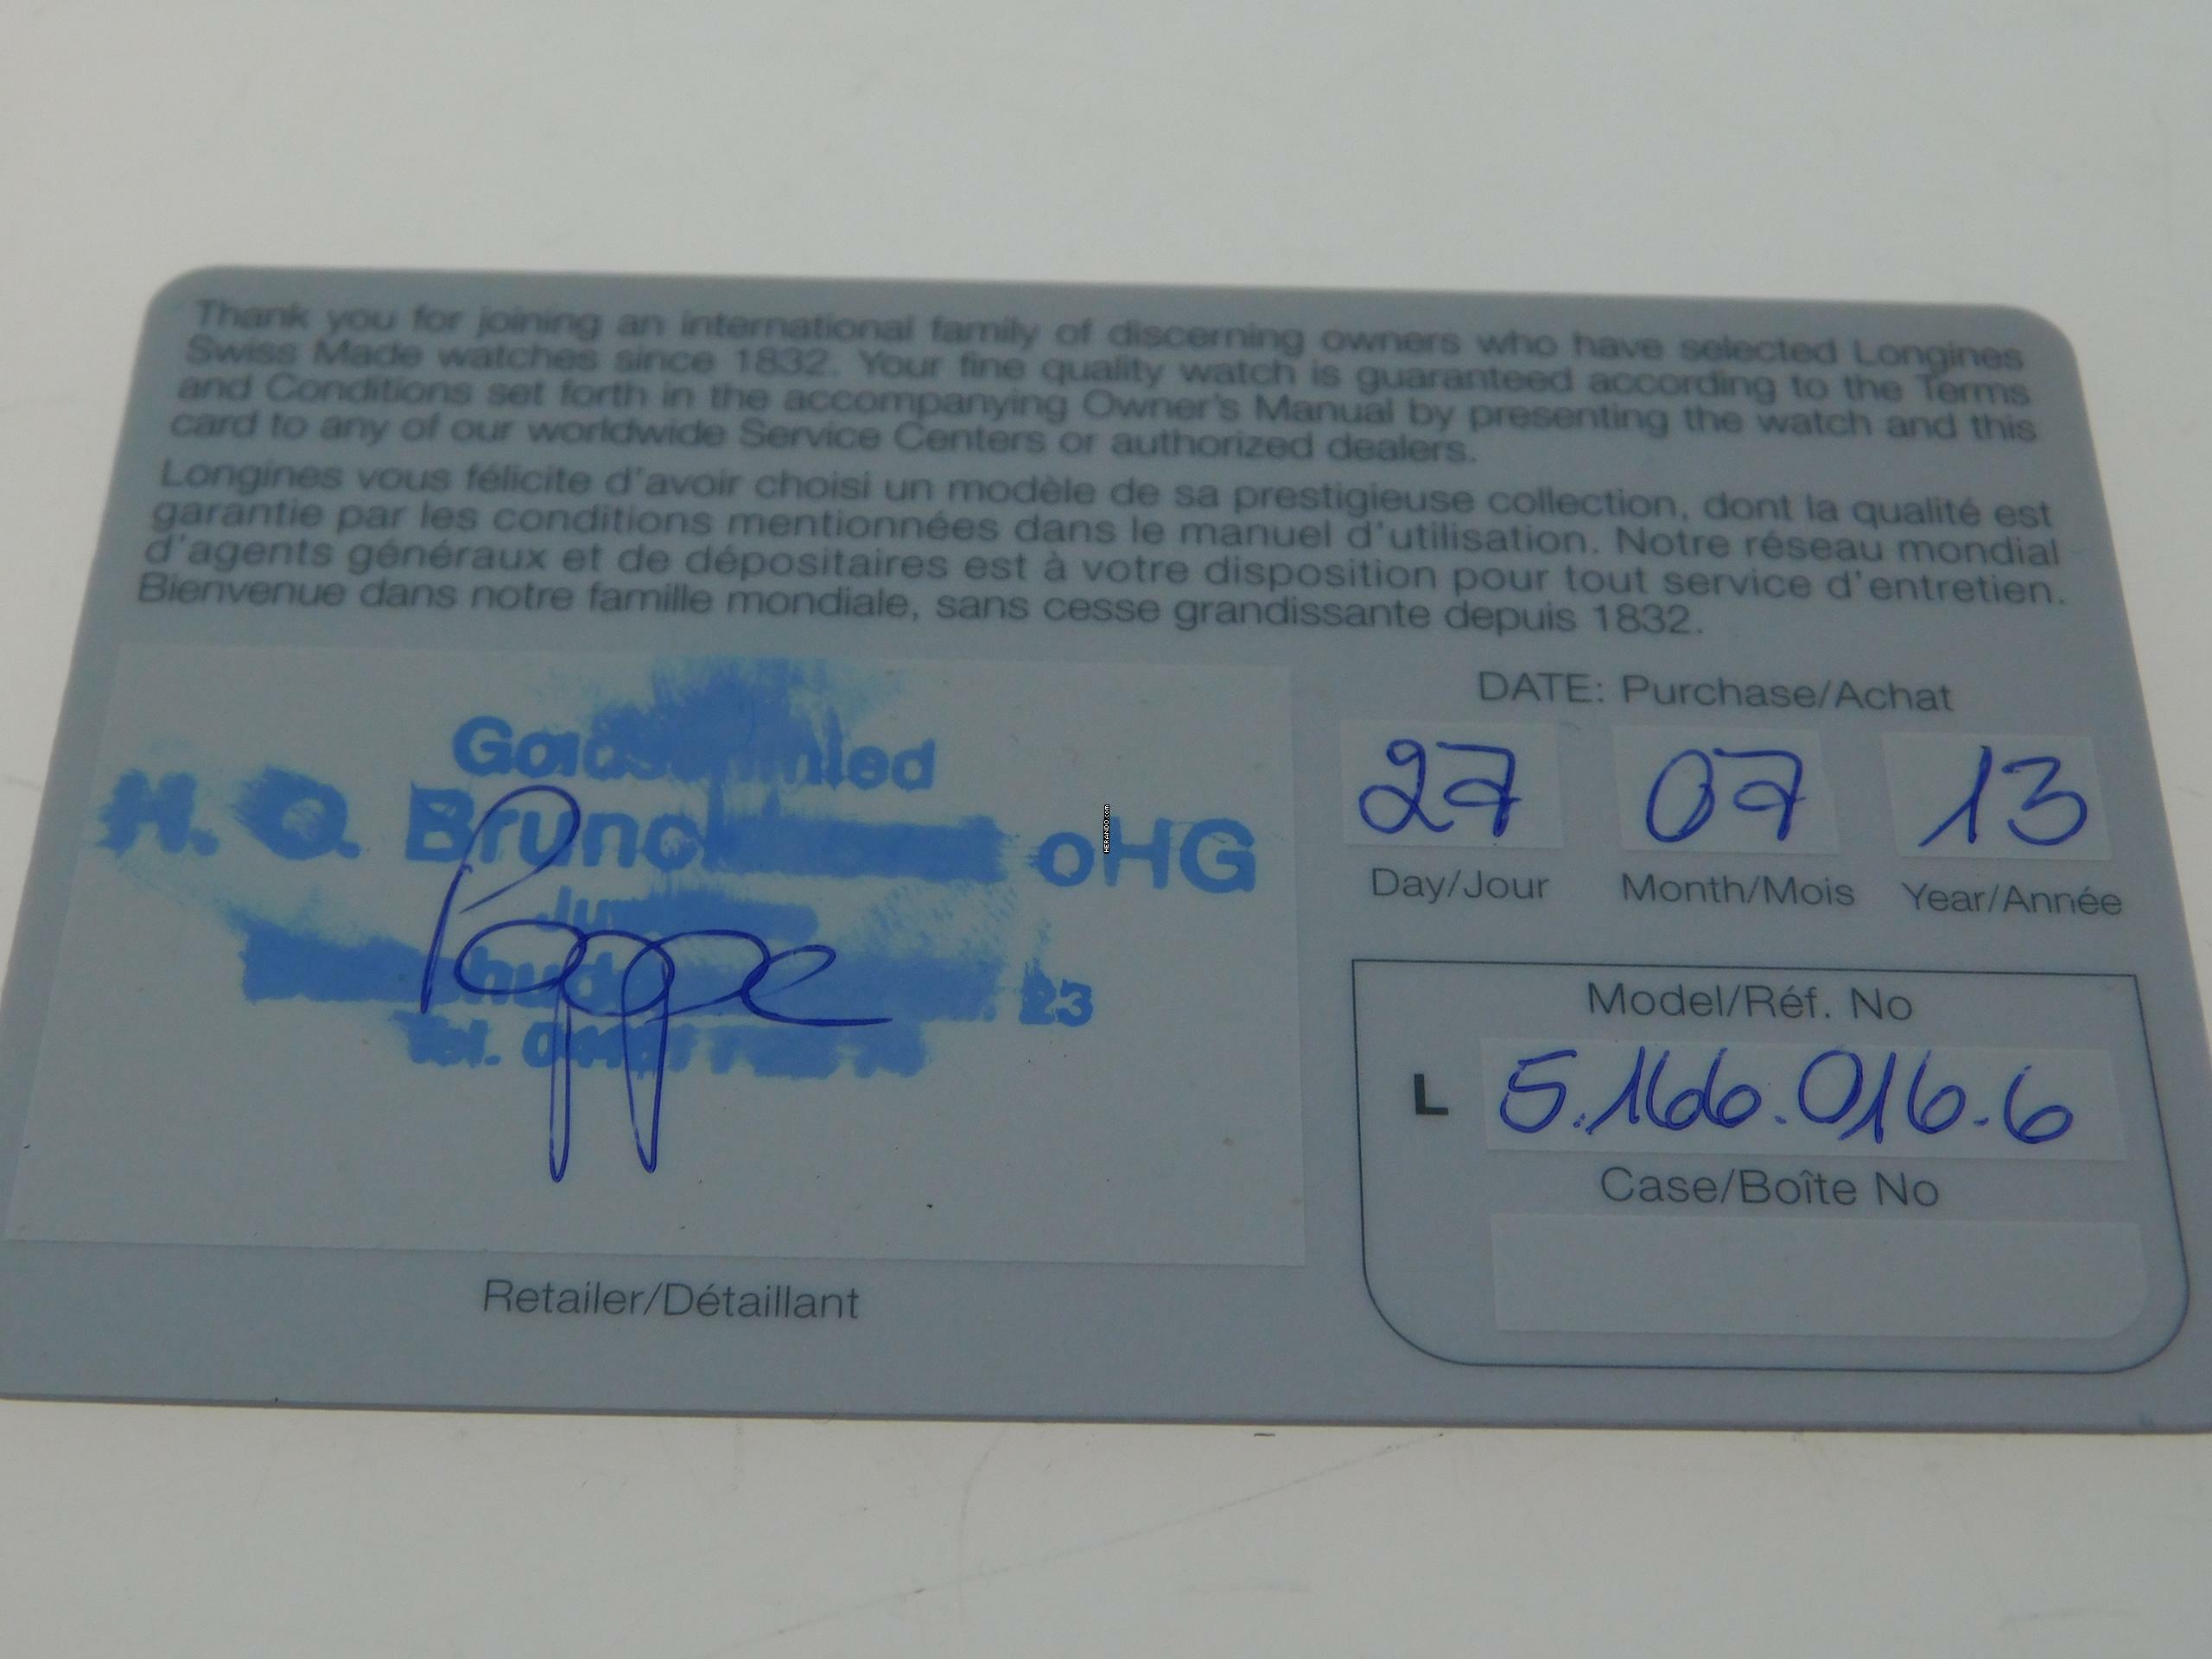 Thank you for joining an international family of discerning owners who have selected Longines
Swiss Made watches since 1832. Your fine quality watch is guaranteed according to the Terms
and Conditions set forth in the accompanying Owner's Manual by presenting the watch and this
card to any of our worldwide Service Centers or authorized dealers.
Longines vous félicite d'avoir choisi un modèle de sa prestigieuse collection, dont la qualité est
garantie par les conditions mentionnées dans le manuel d'utilisation. Notre réseau mondial
d'agents généraux et de dépositaires est à votre disposition pour tout service d'entretien.
Bienvenue dans notre famille mondiale, sans cesse grandissante depuis 1832.
H. O. oHG
Pappe
23
Tel.
Retailer/Détaillant
DATE: Purchase/Achat
27 07 13
Day/Jour Month/Mois Year/Année
Model/Réf. No
L 5.166.016.6
Case/Boîte No
HERANDO.com